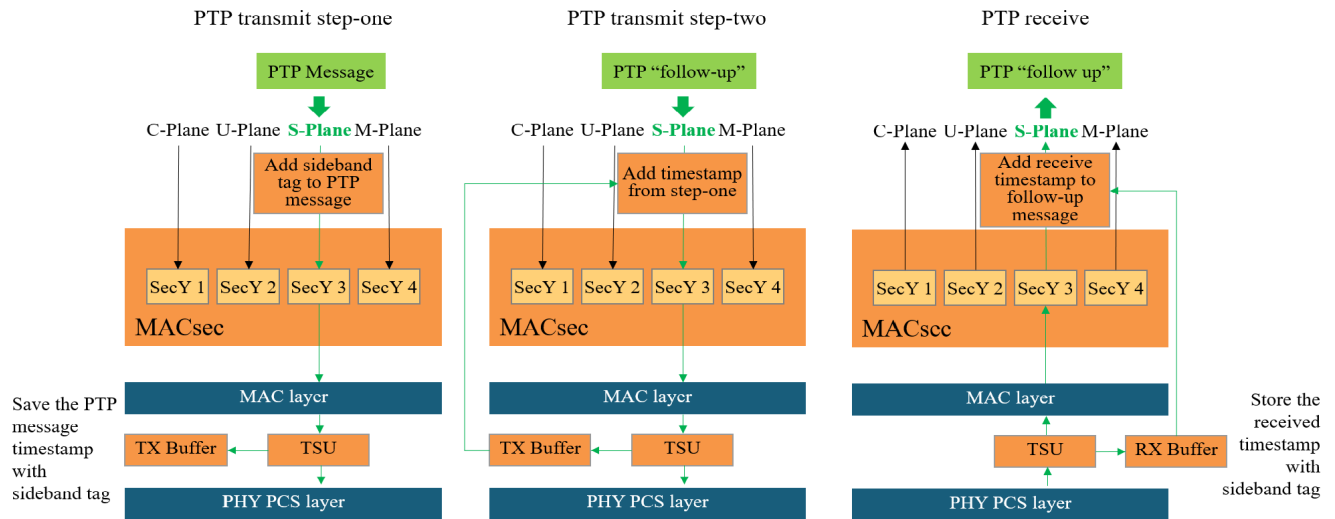 PTP transmit step-one
PTP Message
C-Plane U-Plane S-Plane M-Plane
Add sideband
tag to PTP
message
SecY 1
SecY 2
SecY 3
SecY 4
MACsec
MAC layer
Save the PTP
message
timestamp
with
sideband tag
TX Buffer
TSU
PHY PCS layer
PTP transmit step-two
PTP “follow-up”
C-Plane U-Plane S-Plane M-Plane
Add timestamp
from step-one
SecY 1
SecY 2
SecY 3
SecY 4
MACsec
MAC layer
TX Buffer
TSU
PHY PCS layer
PTP receive
PTP “follow up”
C-Plane U-Plane S-Plane M-Plane
Add receive
timestamp to
follow-up
message
SecY 1
SecY 2
SecY 3
SecY 4
MACsec
MAC layer
TSU
RX Buffer
Store the
received
timestamp
with
sideband tag
PHY PCS layer